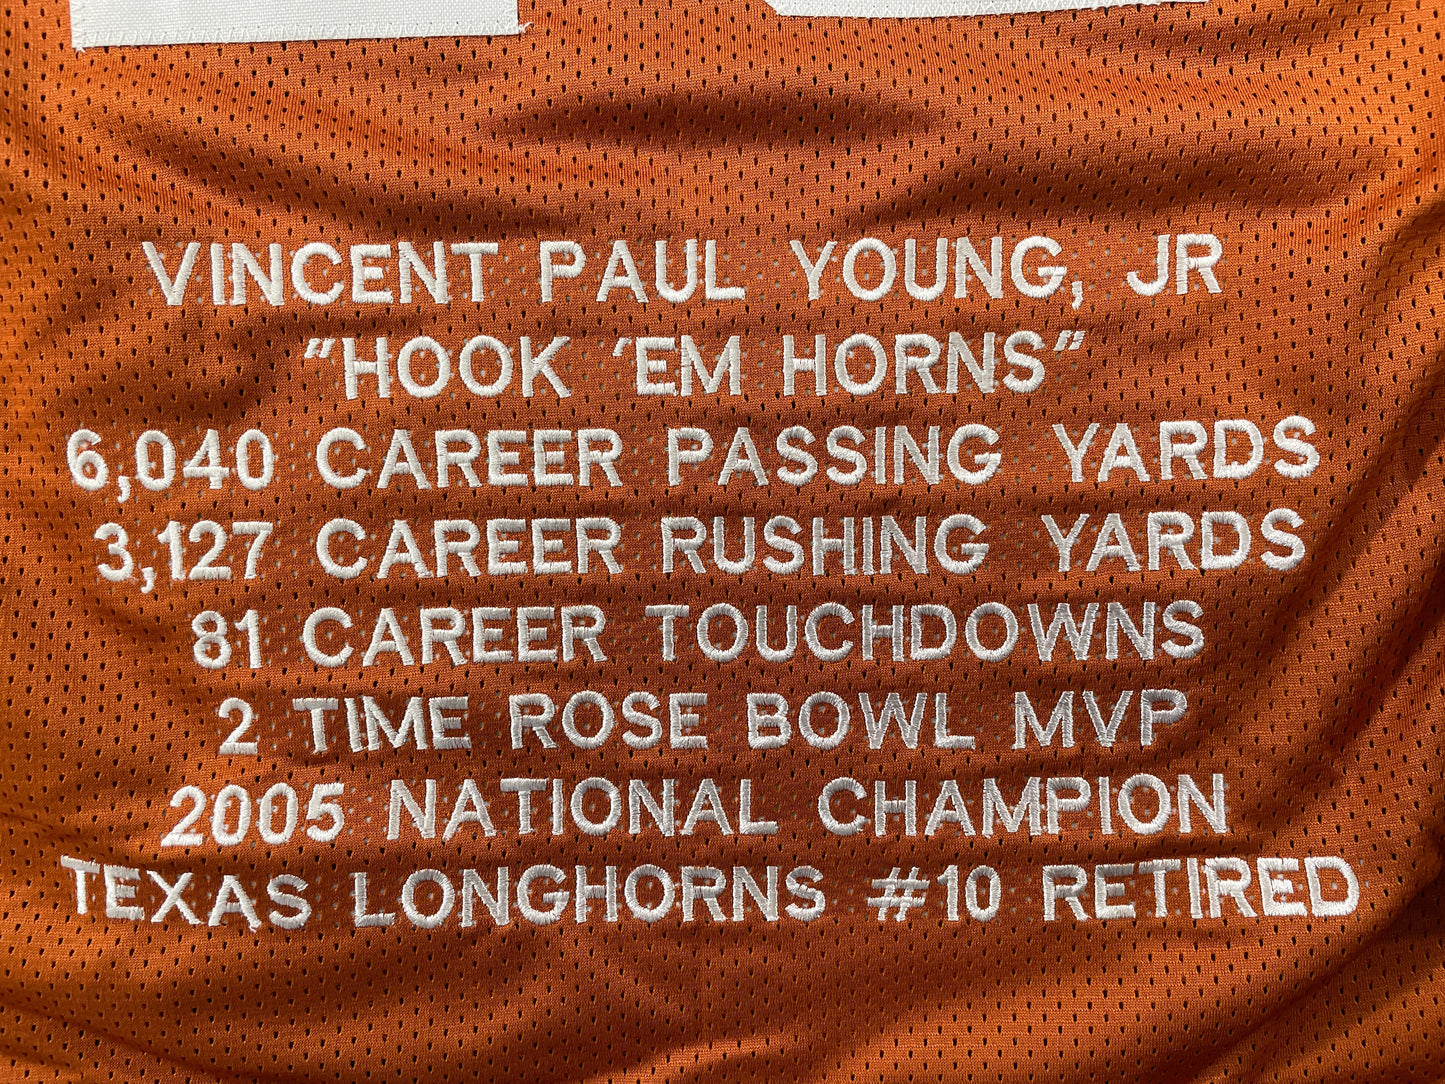 VINCENT PAUL YOUNG, JR
"HOOK 'EM HORNS"
6,040 CAREER PASSING YARDS
3,127 CAREER RUSHING YARDS
81 CAREER TOUCHDOWNS
2 TIME ROSE BOWL MVP
2005 NATIONAL CHAMPION
TEXAS LONGHORNS #10 RETIRED